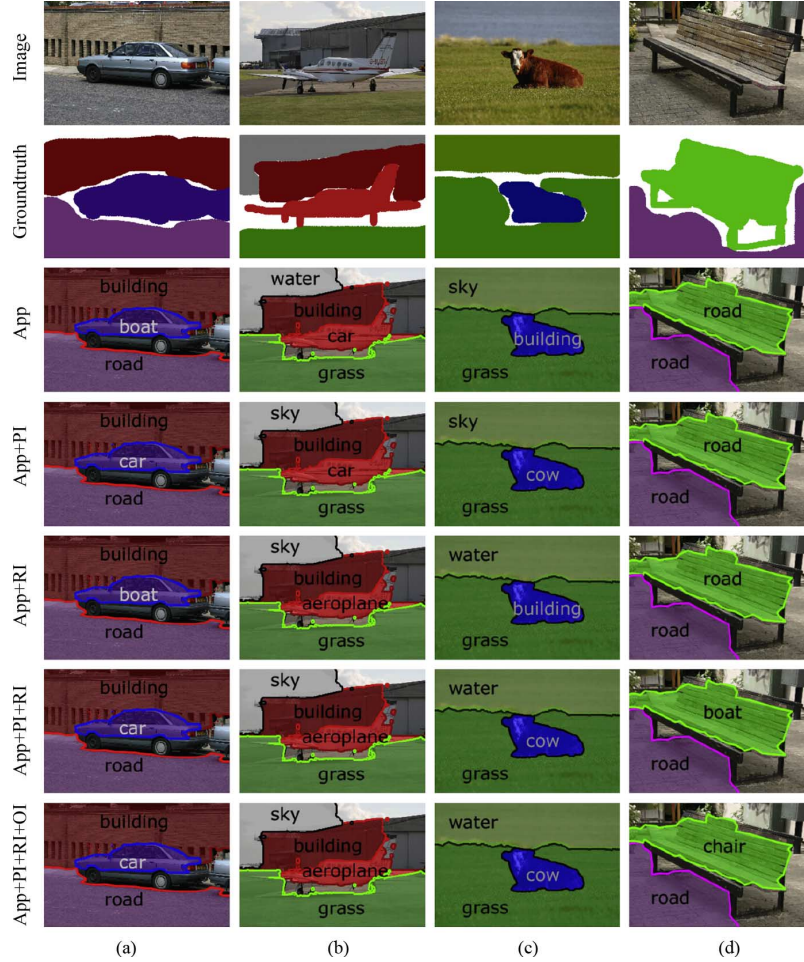 Image
Groundtruth
App
building
boat
road
water
building
car
grass
sky
building
grass
road
road
App+PI
building
car
road
sky
building
car
grass
sky
cow
grass
road
road
App+RI
building
boat
road
sky
building
aeroplane
grass
water
building
grass
road
road
App+PI+RI
building
car
road
sky
building
aeroplane
grass
water
cow
grass
boat
road
App+PI+RI+OI
building
car
road
sky
building
aeroplane
grass
water
cow
grass
chair
road
(a) (b) (c) (d)